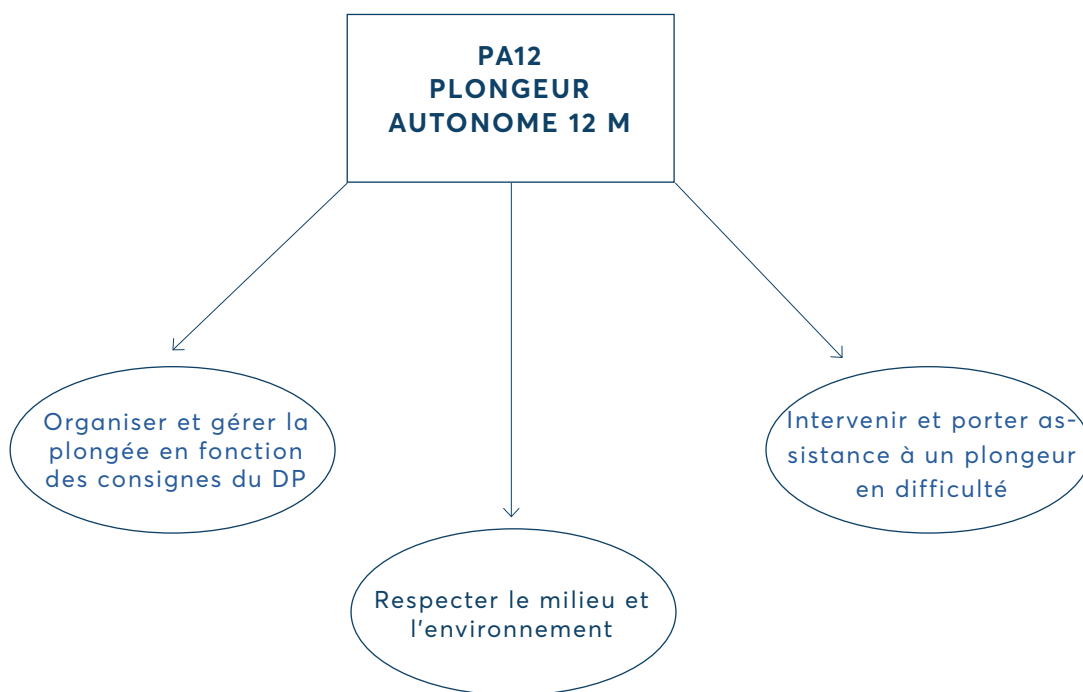 PA12
PLONGEUR
AUTONOME 12 M
Organiser et gérer la
plongée en fonction
des consignes du DP
Intervenir et porter as-
sistance à un plongeur
en difficulté
Respecter le milieu et
l'environnement